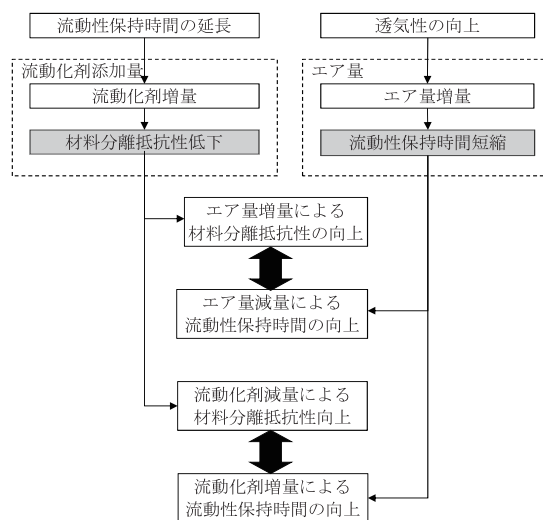 流動性保持時間の延長
透気性の向上
流動化剤添加量
エア量
流動化剤増量
エア量増量
材料分離抵抗性低下
流動性保持時間短縮
エア量増量による
材料分離抵抗性の向上
エア量減量による
流動性保持時間の向上
流動化剤減量による
材料分離抵抗性向上
流動化剤増量による
流動性保持時間の向上